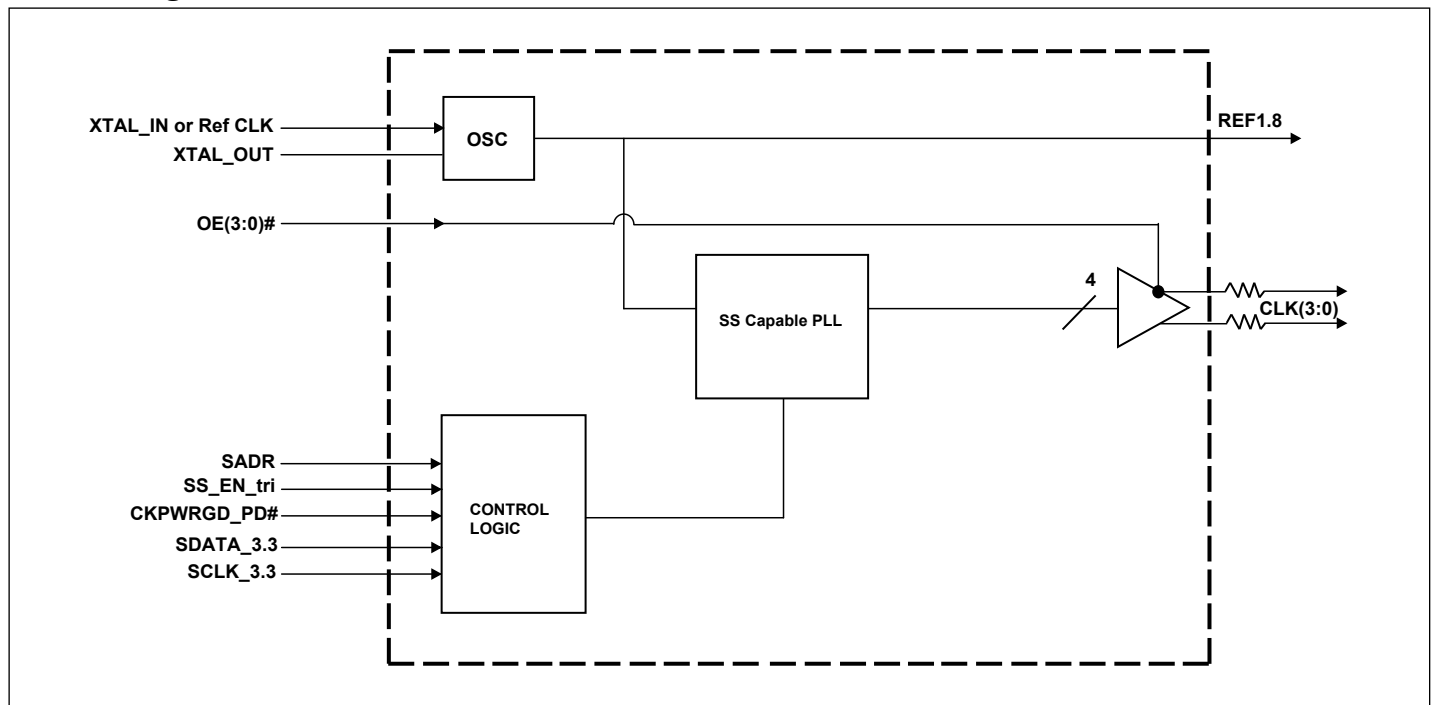 XTAL_IN or Ref CLK
XTAL_OUT
OSC
REF1.8
OE(3:0)#
SS Capable PLL
4
CLK(3:0)
SADR
SS_EN_tri
CKPWRGD_PD#
SDATA_3.3
SCLK_3.3
CONTROL
LOGIC